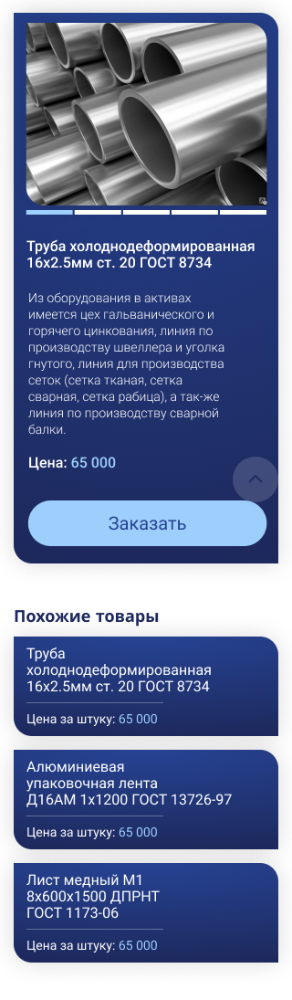 Труба холоднодеформированная
16х2.5мм ст. 20 ГОСТ 8734
Из оборудования в активах
имеется цех гальванического и
горячего цинкования, линия по
производству швеллера и уголка
гнутого, линия для производства
сеток (сетка тканая, сетка
сварная, сетка рабица), а так-же
линия по производству сварной
балки.
Цена: 65 000
Заказать
Похожие товары
Труба
холоднодеформированная
16х2.5мм ст. 20 ГОСТ 8734
Цена за штуку: 65 000
Алюминиевая
упаковочная лента
Д16АМ 1х1200 ГОСТ 13726-97
Цена за штуку: 65 000
Лист медный М1
8х600х1500 ДПРНТ
ГОСТ 1173-06
Цена за штуку: 65 000